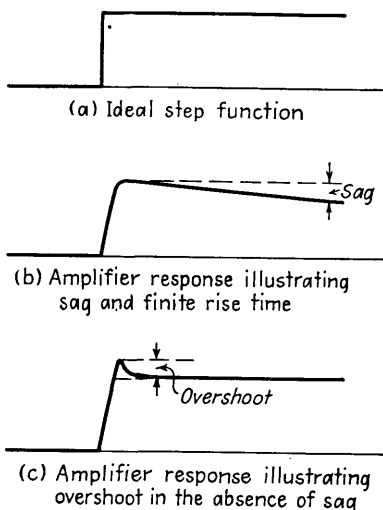 (a) Ideal step function
Sag
(b) Amplifier response illustrating
sag and finite rise time
Overshoot
(c) Amplifier response illustrating
overshoot in the absence of sag